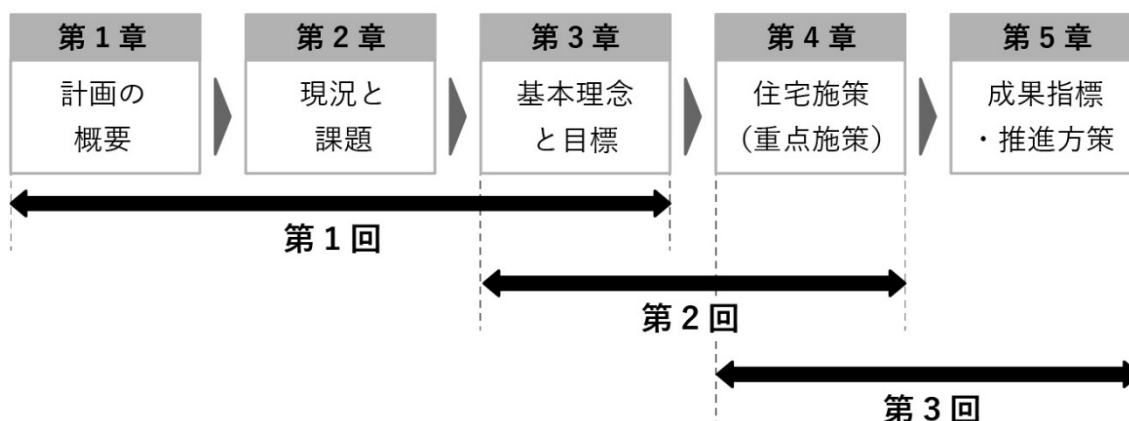 第1章
計画の
概要
第2章
現況と
課題
第3章
基本理念
と目標
第4章
住宅施策
(重点施策)
第5章
成果指標
・推進方策
第1回
第2回
第3回